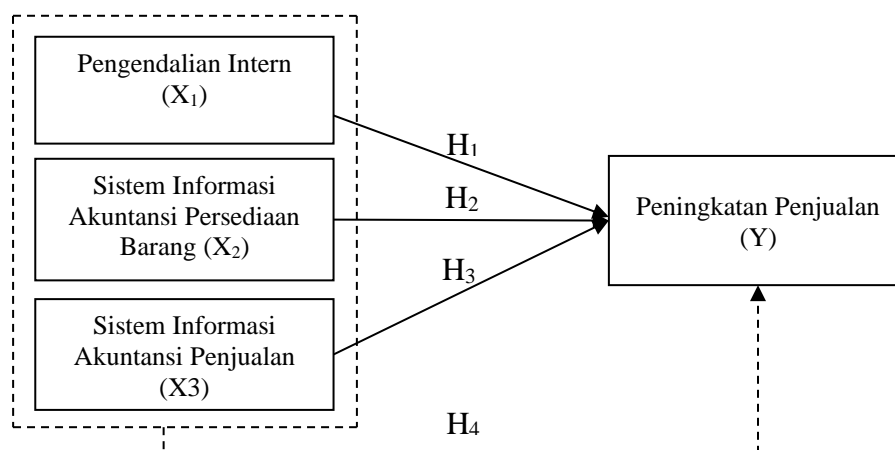 Pengendalian Intern
(X₁)
H₁
Sistem Informasi
Akuntansi Persediaan
Barang (X₂)
H₂
Peningkatan Penjualan
(Y)
H₃
Sistem Informasi
Akuntansi Penjualan
(X3)
H₄